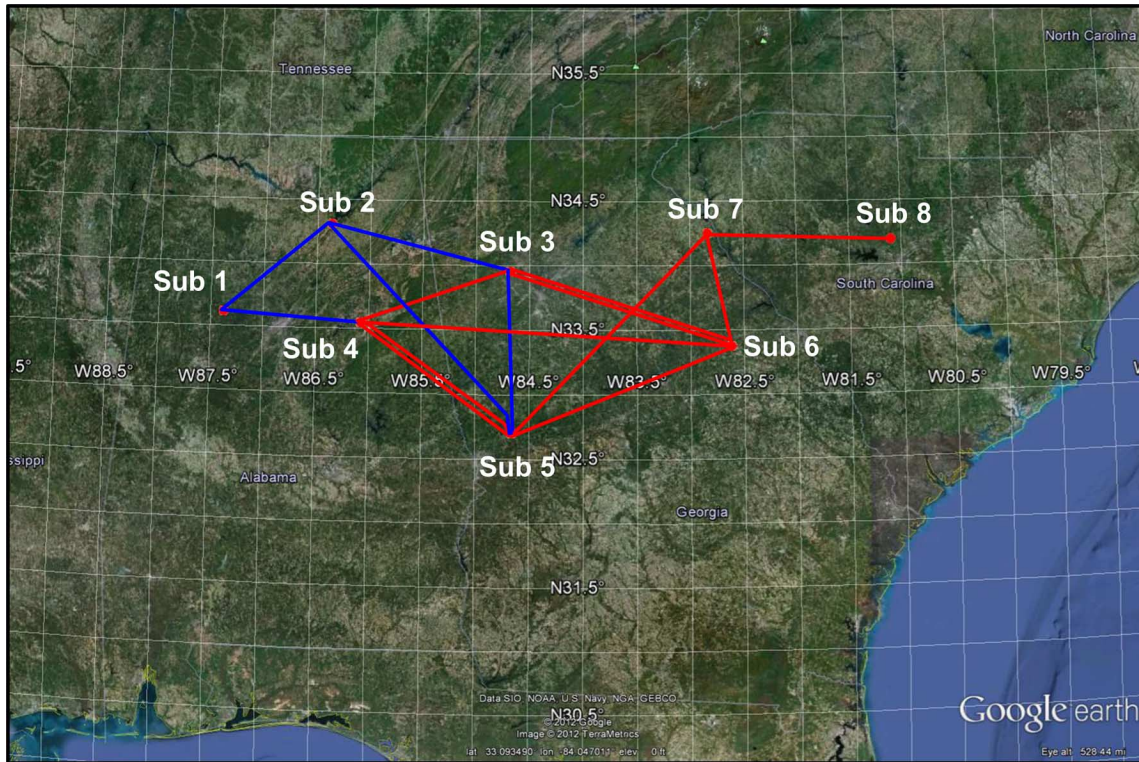 North Carolina
Tennessee
N35.5°
Sub 2
N34.5°
Sub 7
Sub 8
Sub 3
Sub 1
South Carolina
N33.5°
Sub 4
Sub 6
.5°
W88.5°
W87.5°
W86.5°
W85.5°
W84.5°
W83.5°
W82.5°
W81.5°
W80.5°
W79.5°
W
Sub 5
N32.5°
ssippi
Alabama
Georgia
N31.5°
Data SIO, NOAA, U.S. Navy, NGA, GEBCO
N30.5°
© 2012 Google
Image © 2012 TerraMetrics
Google earth
lat 33.093490 lon -84.047011 elev 0 ft
Eye alt 528.44 mi